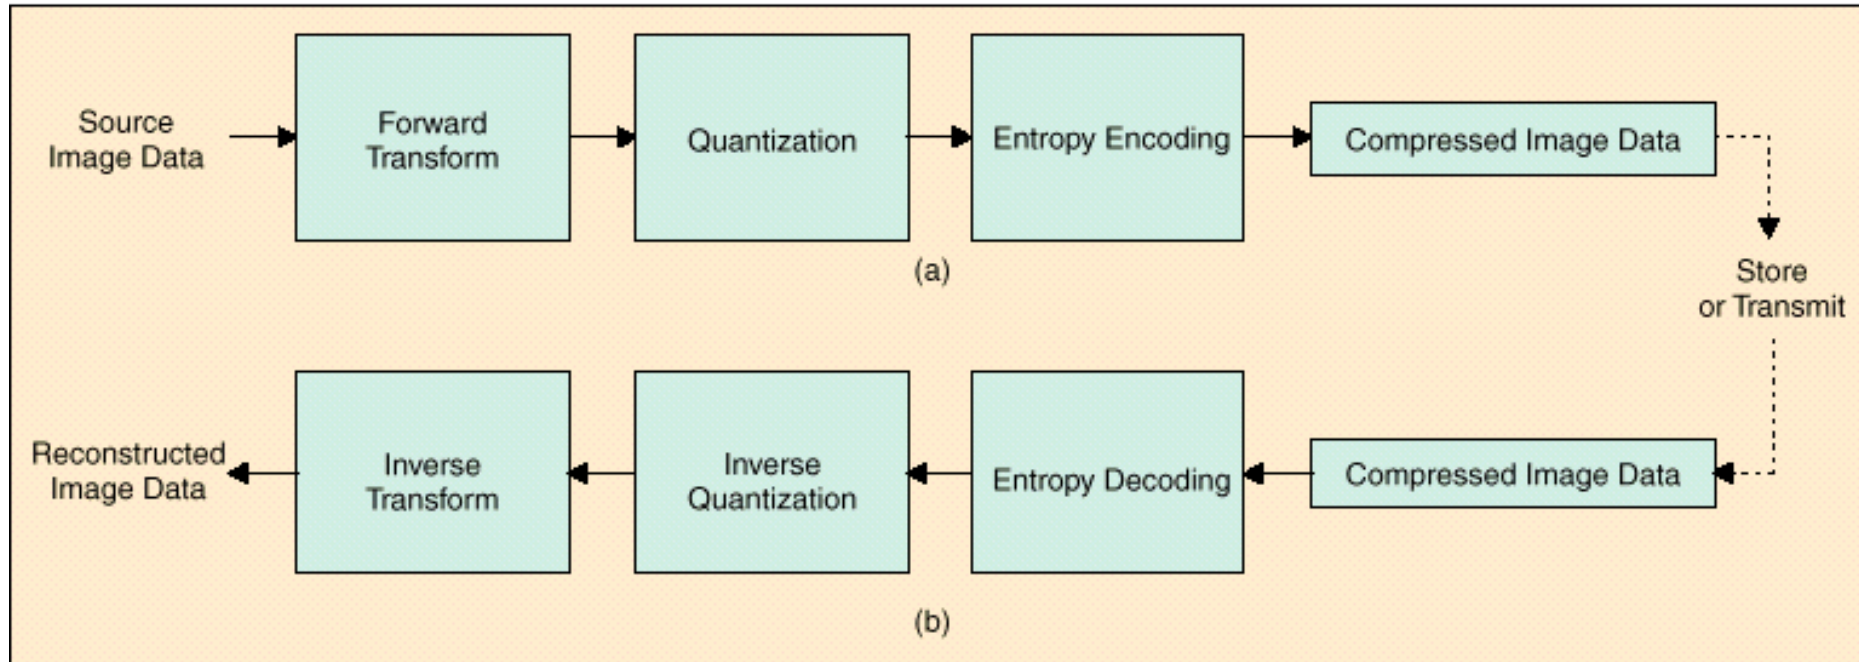 Source
Image Data
Forward
Transform
Quantization
Entropy Encoding
Compressed Image Data
(a)
Store
or Transmit
Reconstructed
Image Data
Inverse
Transform
Inverse
Quantization
Entropy Decoding
Compressed Image Data
(b)